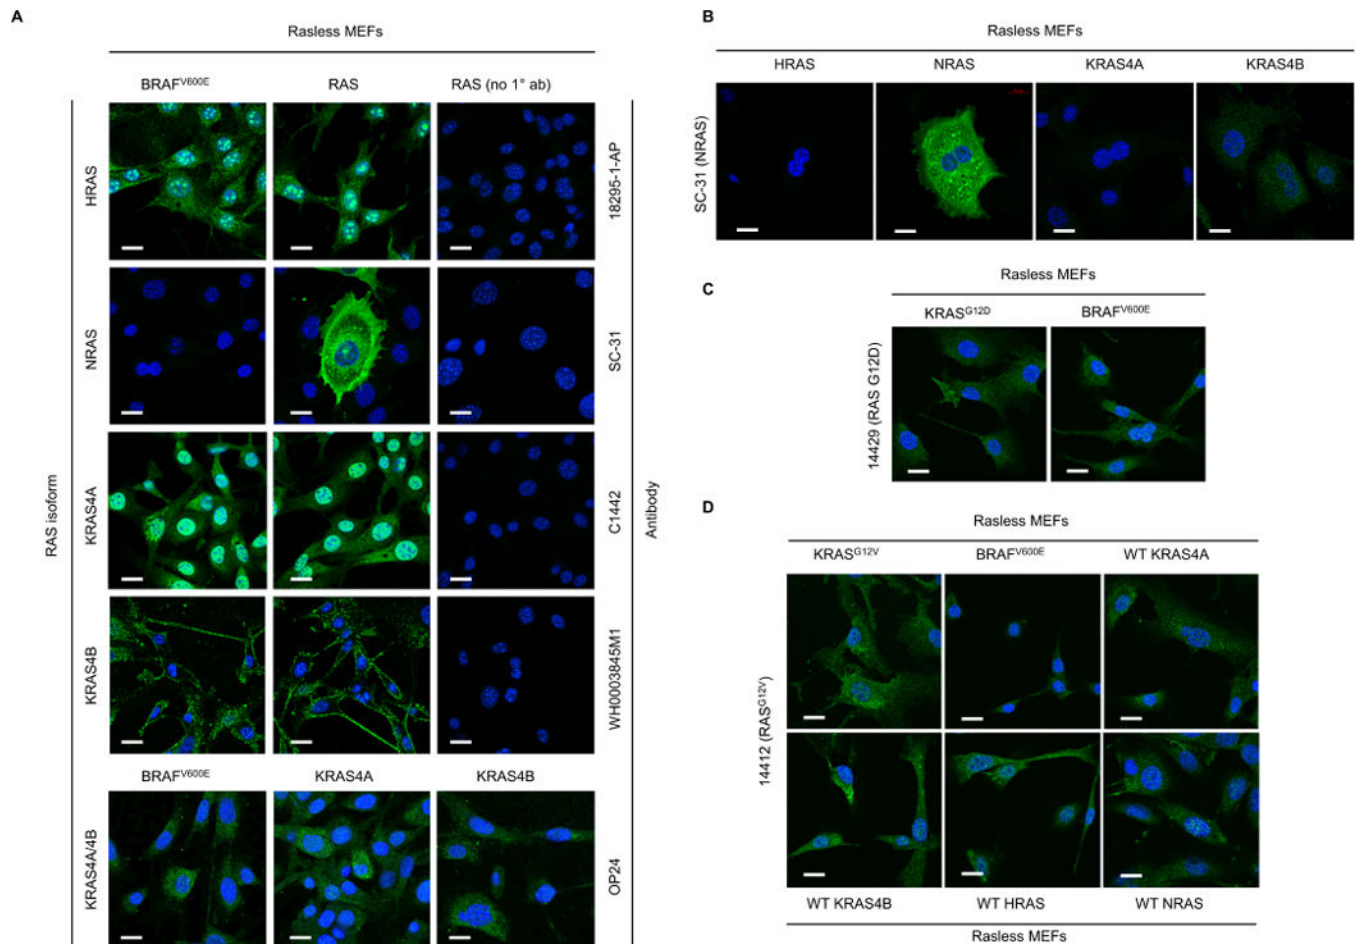 A
Rasless MEFs
BRAFV600E
RAS
RAS (no 1° ab)
RAS isoform
HRAS
18295-1-AP
NRAS
SC-31
KRAS4A
C1442
KRAS4B
WH0003845M1
Antibody
BRAFV600E
KRAS4A
KRAS4B
KRAS4A/4B
OP24
B
Rasless MEFs
HRAS
NRAS
KRAS4A
KRAS4B
SC-31 (NRAS)
C
Rasless MEFs
KRASG12D
BRAFV600E
14429 (RAS G12D)
D
Rasless MEFs
KRASG12V
BRAFV600E
WT KRAS4A
14412 (RASG12V)
WT KRAS4B
WT HRAS
WT NRAS
Rasless MEFs